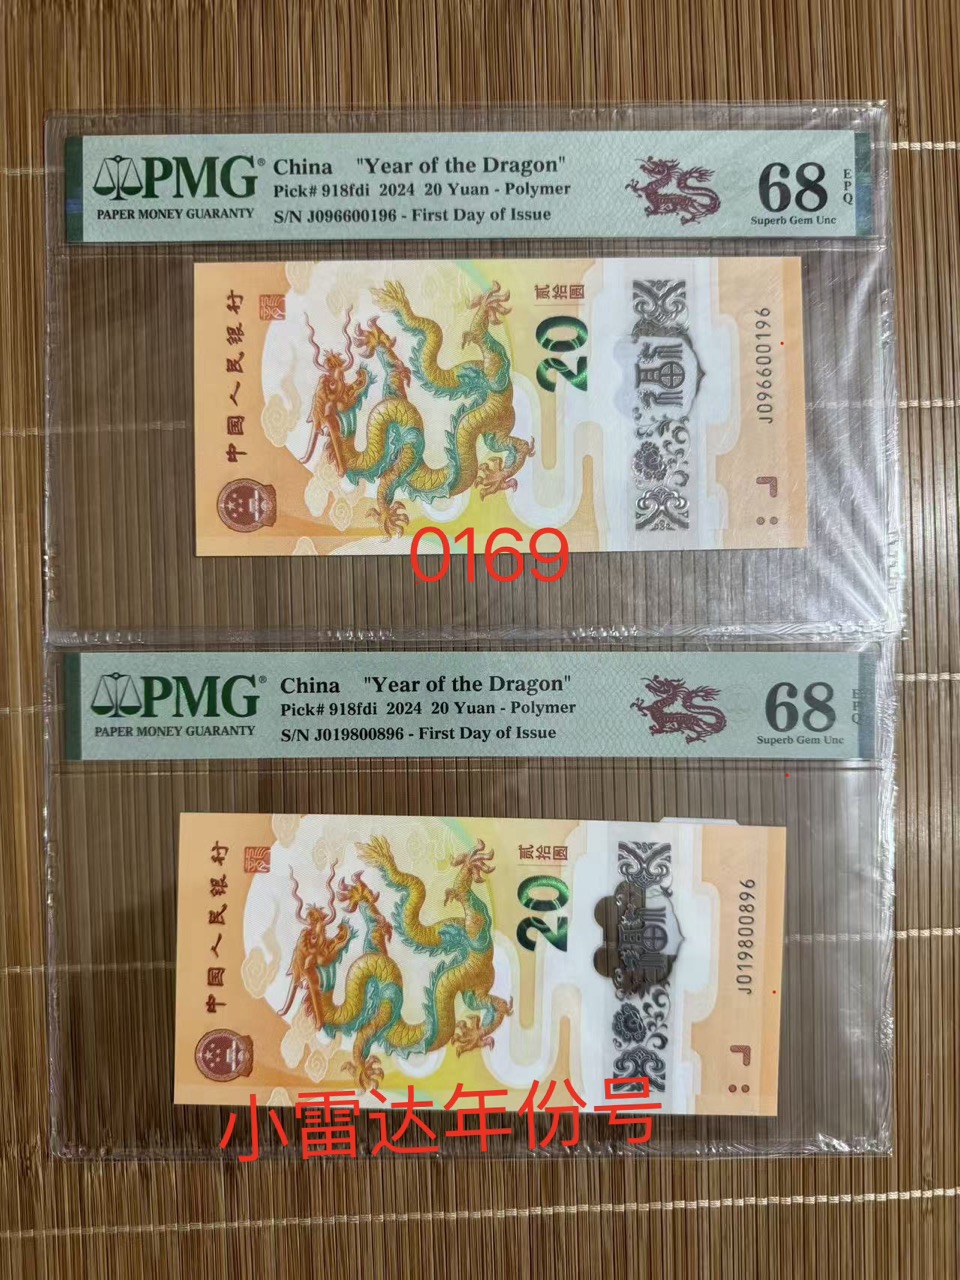 PMG®
PAPER MONEY GUARANTY
China "Year of the Dragon"
Pick# 918fdi 2024 20 Yuan - Polymer
S/N J096600196 - First Day of Issue
68
EPQ
Superb Gem Unc
中国人民银行
贰拾圆
20
福
J096600196
0169
PMG®
PAPER MONEY GUARANTY
China "Year of the Dragon"
Pick# 918fdi 2024 20 Yuan - Polymer
S/N J019800896 - First Day of Issue
68
EPQ
Superb Gem Unc
中国人民银行
贰拾圆
20
福
J019800896
小雷达年份号